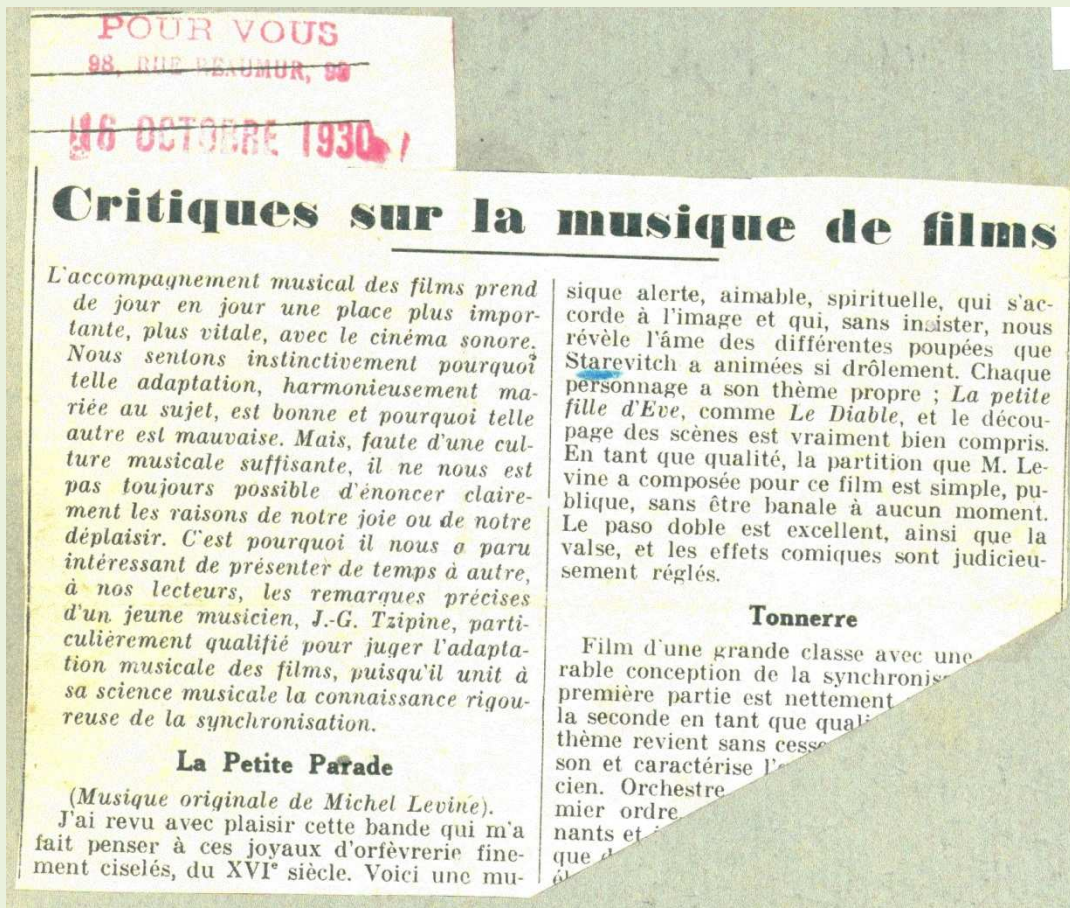 POUR VOUS
98, RUE REAUMUR, 98
16 OCTOBRE 1930
Critiques sur la musique de films
L'accompagnement musical des films prend
de jour en jour une place plus impor-
tante, plus vitale, avec le cinéma sonore.
Nous sentons instinctivement pourquoi
telle adaptation, harmonieusement ma-
riée au sujet, est bonne et pourquoi telle
autre est mauvaise. Mais, faute d'une cul-
ture musicale suffisante, il ne nous est
pas toujours possible d'énoncer claire-
ment les raisons de notre joie ou de notre
déplaisir. C'est pourquoi il nous a paru
intéressant de présenter de temps à autre,
à nos lecteurs, les remarques précises
d'un jeune musicien, J.-G. Tzipine, parti-
culièrement qualifié pour juger l'adapta-
tion musicale des films, puisqu'il unit à
sa science musicale la connaissance rigou-
reuse de la synchronisation.
La Petite Parade
(Musique originale de Michel Levine).
J'ai revu avec plaisir cette bande qui m'a
fait penser à ces joyaux d'orfèvrerie fine-
ment ciselés, du XVIe siècle. Voici une mu-
sique alerte, aimable, spirituelle, qui s'ac-
corde à l'image et qui, sans insister, nous
révèle l'âme des différentes poupées que
Starevitch a animées si drôlement. Chaque
personnage a son thème propre ; La petite
fille d'Eve, comme Le Diable, et le décou-
page des scènes est vraiment bien compris.
En tant que qualité, la partition que M. Le-
vine a composée pour ce film est simple, pu-
blique, sans être banale à aucun moment.
Le paso doble est excellent, ainsi que la
valse, et les effets comiques sont judicieu-
sement réglés.
Tonnerre
Film d'une grande classe avec une
rable conception de la
première partie est nettement
la seconde en tant que
thème revient sans
son et caractérise
cien. Orchestre
mier ordre
nants et
que